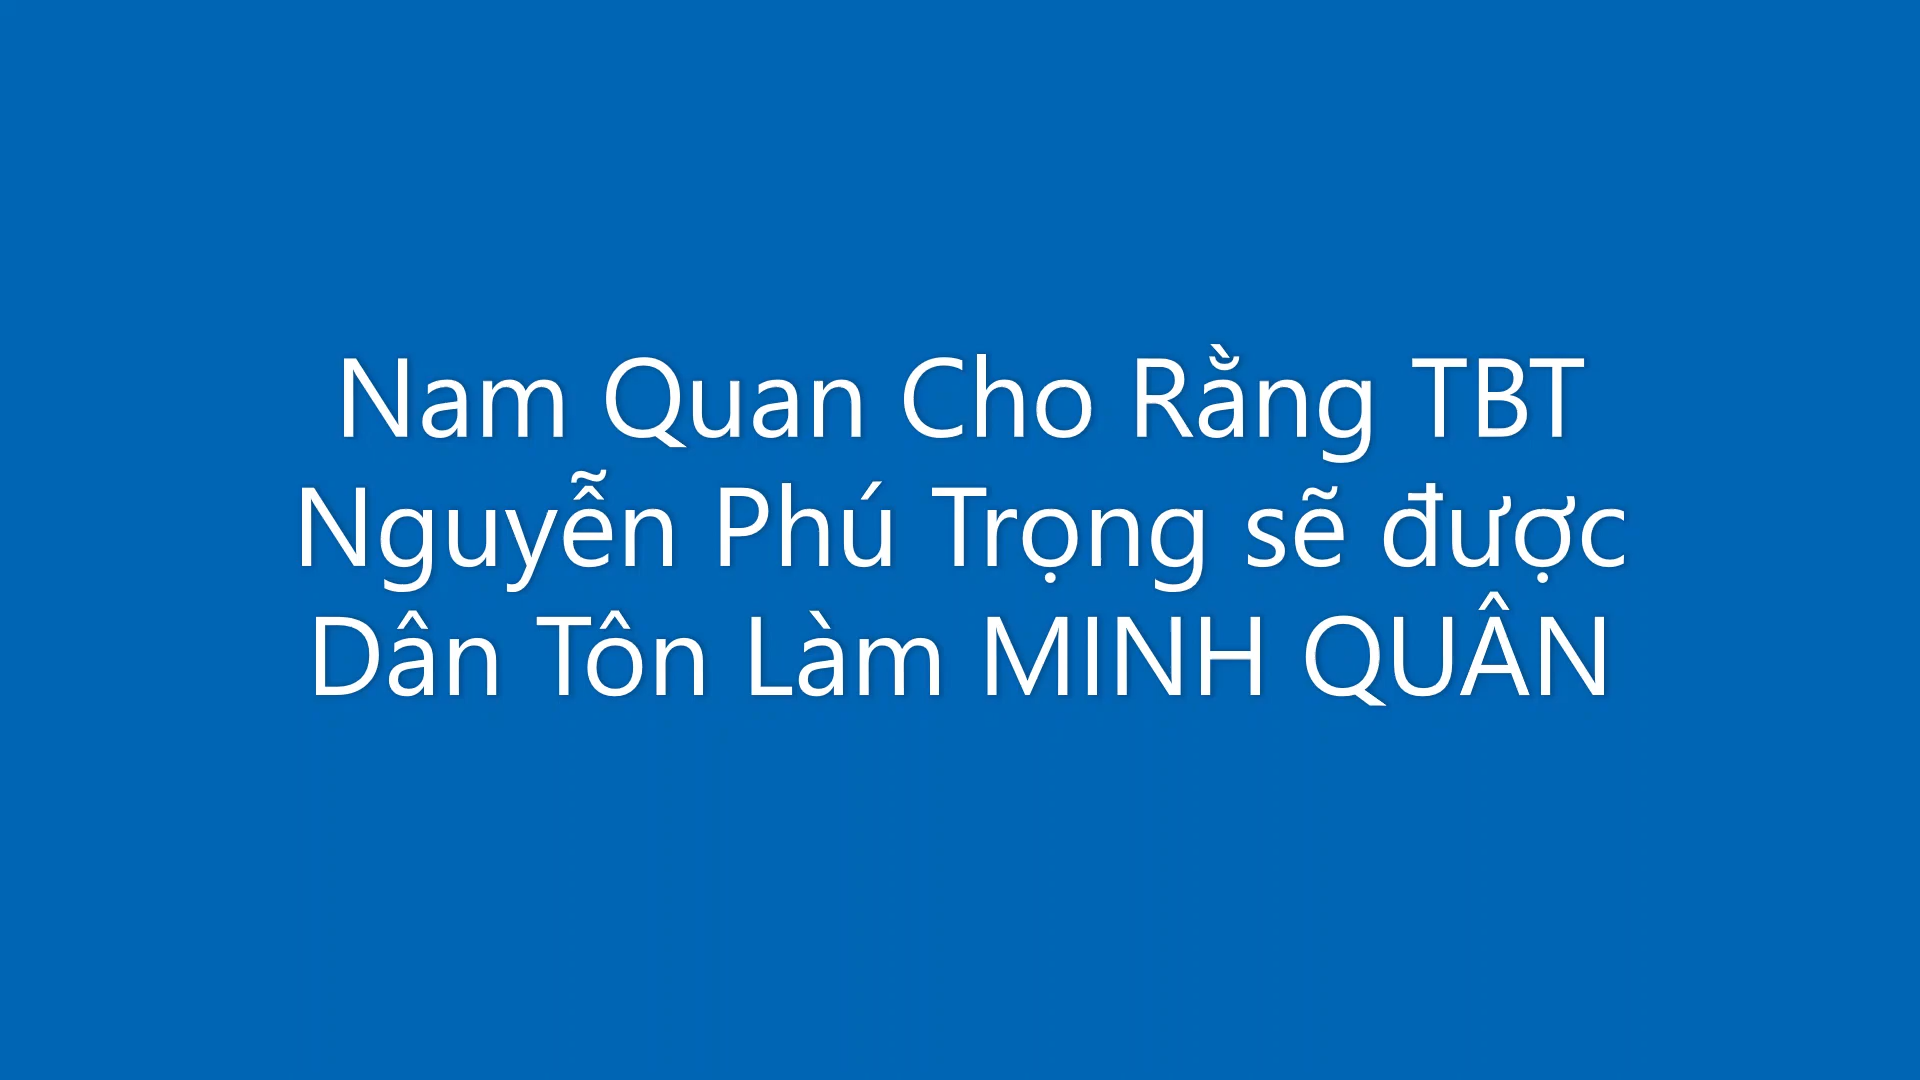 Nam Quan Cho Rằng TBT
Nguyễn Phú Trọng sẽ được
Dân Tôn Làm MINH QUÂN